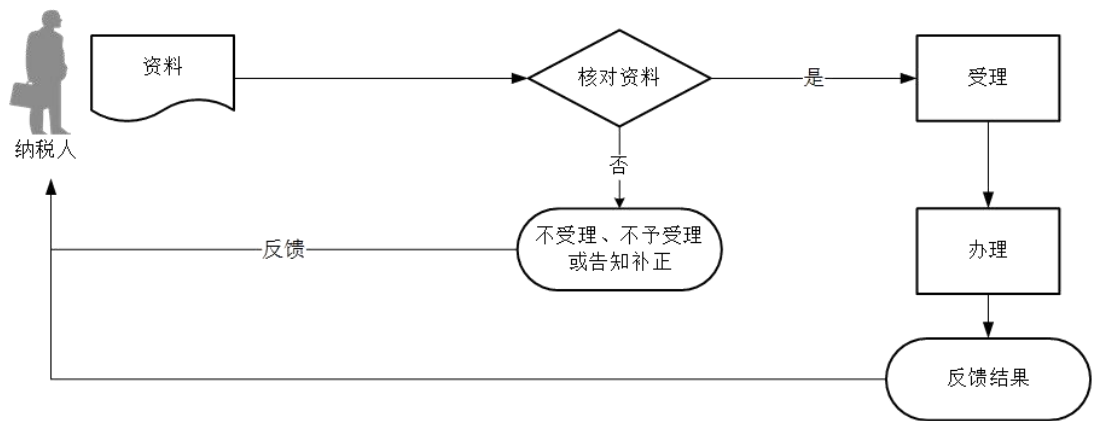 资料
核对资料
是
受理
纳税人
否
不受理、不予受理
或告知补正
反馈
办理
反馈结果